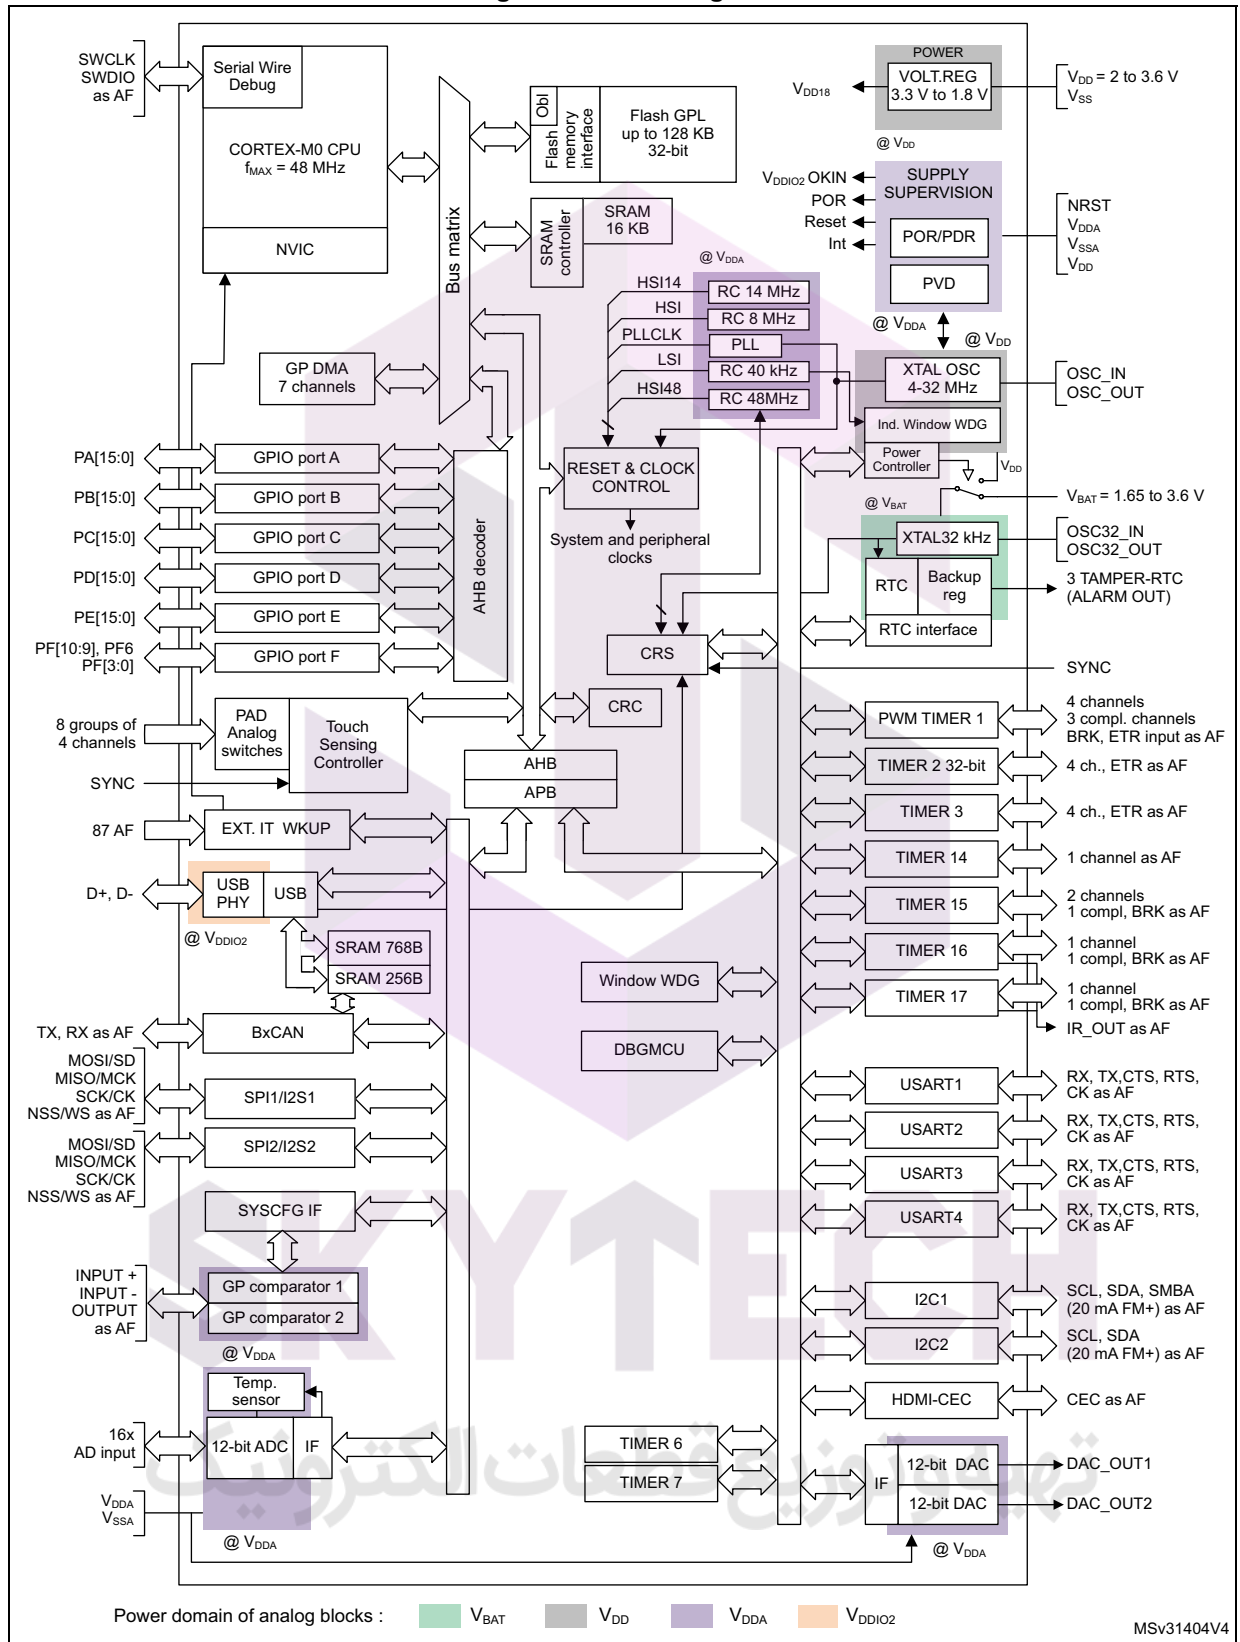 SWCLK
SWDIO
as AF
Serial Wire
Debug
CORTEX-M0 CPU
fMAX = 48 MHz
NVIC
Bus matrix
Obl
Flash
memory
interface
Flash GPL
up to 128 KB
32-bit
SRAM
controller
SRAM
16 KB
POWER
VOLT.REG
3.3 V to 1.8 V
VDD18
VDD = 2 to 3.6 V
VSS
@ VDD
VDDIO2 OKIN
POR
Reset
Int
SUPPLY
SUPERVISION
POR/PDR
PVD
NRST
VDDA
VSSA
VDD
@ VDDA
@ VDD
@ VDDA
HSI14
HSI
PLLCLK
LSI
HSI48
RC 14 MHz
RC 8 MHz
PLL
RC 40 kHz
RC 48MHz
XTAL OSC
4-32 MHz
OSC_IN
OSC_OUT
Ind. Window WDG
Power
Controller
VDD
VBAT = 1.65 to 3.6 V
@ VBAT
GP DMA
7 channels
PA[15:0]
GPIO port A
PB[15:0]
GPIO port B
PC[15:0]
GPIO port C
PD[15:0]
GPIO port D
PE[15:0]
GPIO port E
PF[10:9], PF6
PF[3:0]
GPIO port F
AHB decoder
RESET & CLOCK
CONTROL
System and peripheral
clocks
XTAL32 kHz
OSC32_IN
OSC32_OUT
RTC
Backup
reg
3 TAMPER-RTC
(ALARM OUT)
RTC interface
CRS
SYNC
8 groups of
4 channels
PAD
Analog
switches
Touch
Sensing
Controller
SYNC
CRC
AHB
APB
87 AF
EXT. IT WKUP
D+, D-
USB
PHY
USB
@ VDDIO2
SRAM 768B
SRAM 256B
TX, RX as AF
BxCAN
MOSI/SD
MISO/MCK
SCK/CK
NSS/WS as AF
SPI1/I2S1
MOSI/SD
MISO/MCK
SCK/CK
NSS/WS as AF
SPI2/I2S2
SYSCFG IF
INPUT +
INPUT -
OUTPUT
as AF
GP comparator 1
GP comparator 2
@ VDDA
Temp.
sensor
16x
AD input
12-bit ADC
IF
VDDA
VSSA
@ VDDA
Window WDG
DBGMCU
TIMER 6
TIMER 7
PWM TIMER 1
4 channels
3 compl. channels
BRK, ETR input as AF
TIMER 2 32-bit
4 ch., ETR as AF
TIMER 3
4 ch., ETR as AF
TIMER 14
1 channel as AF
TIMER 15
2 channels
1 compl, BRK as AF
TIMER 16
1 channel
1 compl, BRK as AF
TIMER 17
1 channel
1 compl, BRK as AF
IR_OUT as AF
USART1
RX, TX,CTS, RTS,
CK as AF
USART2
RX, TX,CTS, RTS,
CK as AF
USART3
RX, TX,CTS, RTS,
CK as AF
USART4
RX, TX,CTS, RTS,
CK as AF
I2C1
SCL, SDA, SMBA
(20 mA FM+) as AF
I2C2
SCL, SDA
(20 mA FM+) as AF
HDMI-CEC
CEC as AF
IF
12-bit DAC
DAC_OUT1
12-bit DAC
DAC_OUT2
@ VDDA
SKYTECH
تهیه و توزیع قطعات الکترونیک
Power domain of analog blocks :
VBAT
VDD
VDDA
VDDIO2
MSv31404V4